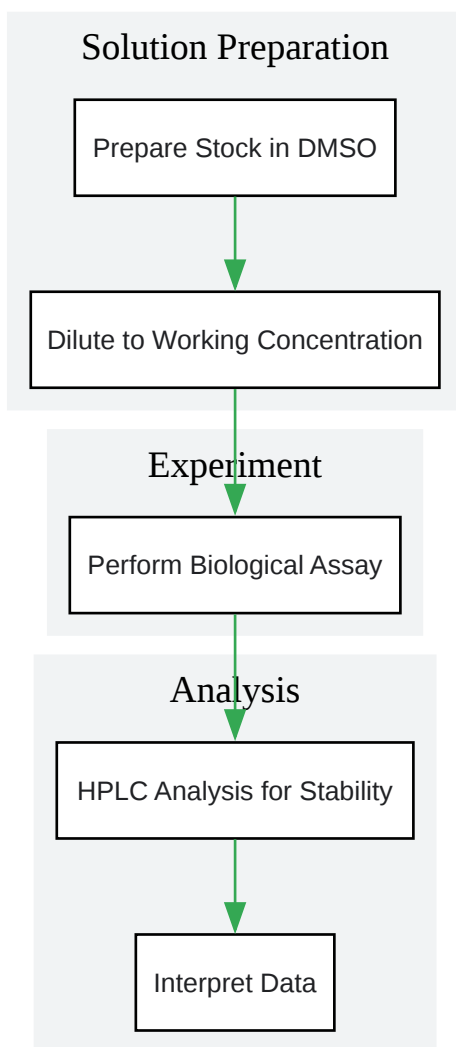 Solution Preparation
Prepare Stock in DMSO
Dilute to Working Concentration
Experiment
Perform Biological Assay
Analysis
HPLC Analysis for Stability
Interpret Data